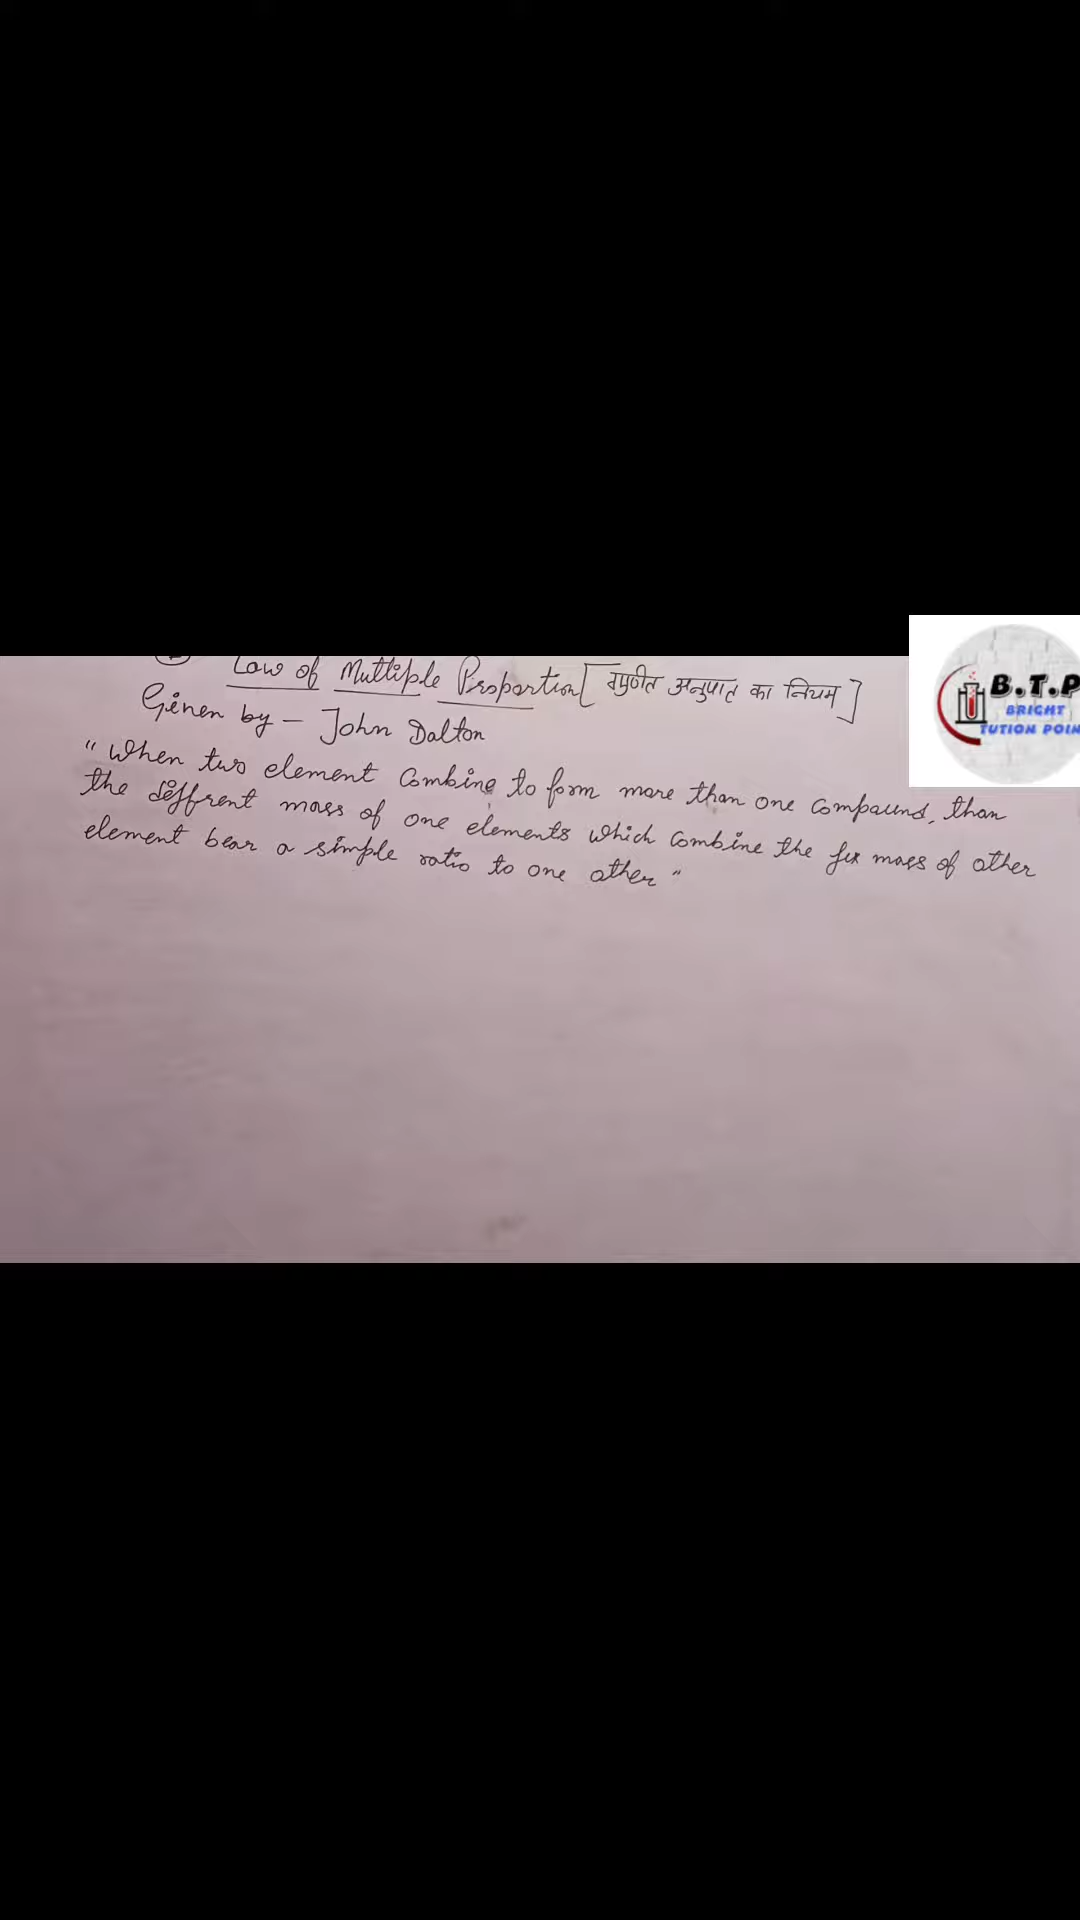 Law of Multiple Proportion [गुणीत अनुपात का नियम]
Ginen by - John Dalton
"When two element Combine to form more than one compaund, than
the diffrent mass of one elements which combine the fix mass of other
element bear a simple ratio to one other"
B.T.P
BRIGHT
TUTION POIN